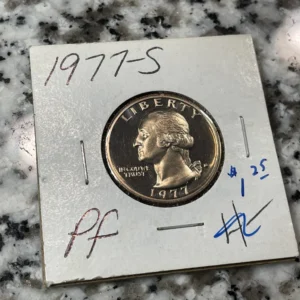 1977-S
LIBERTY
IN GOD WE
TRUST
1977
$1.25
PF